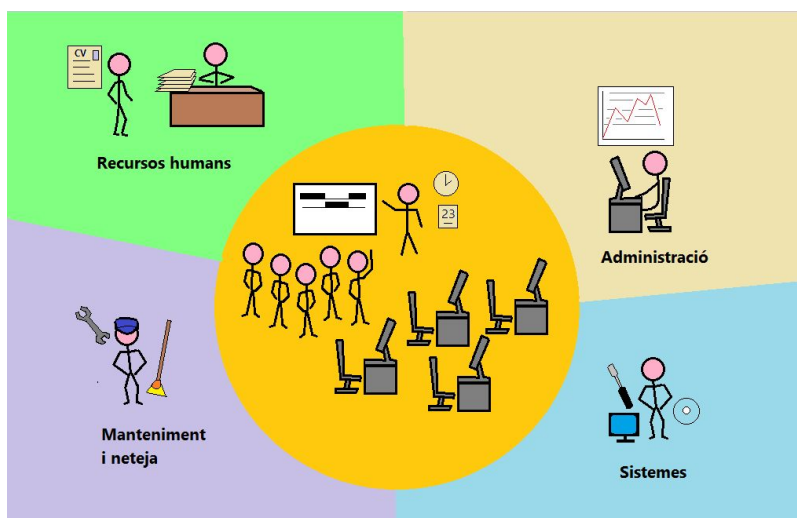 CV
Recursos humans
23
Administració
Manteniment
i neteja
Sistemes